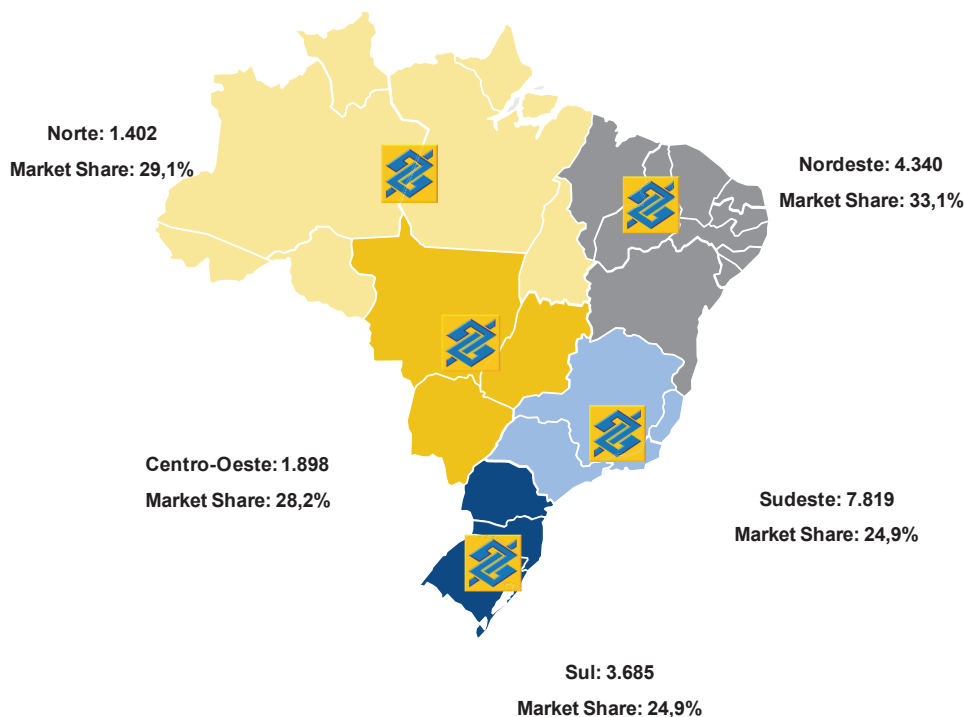 Norte: 1.402
Market Share: 29,1%
Nordeste: 4.340
Market Share: 33,1%
Centro-Oeste: 1.898
Market Share: 28,2%
Sudeste: 7.819
Market Share: 24,9%
Sul: 3.685
Market Share: 24,9%